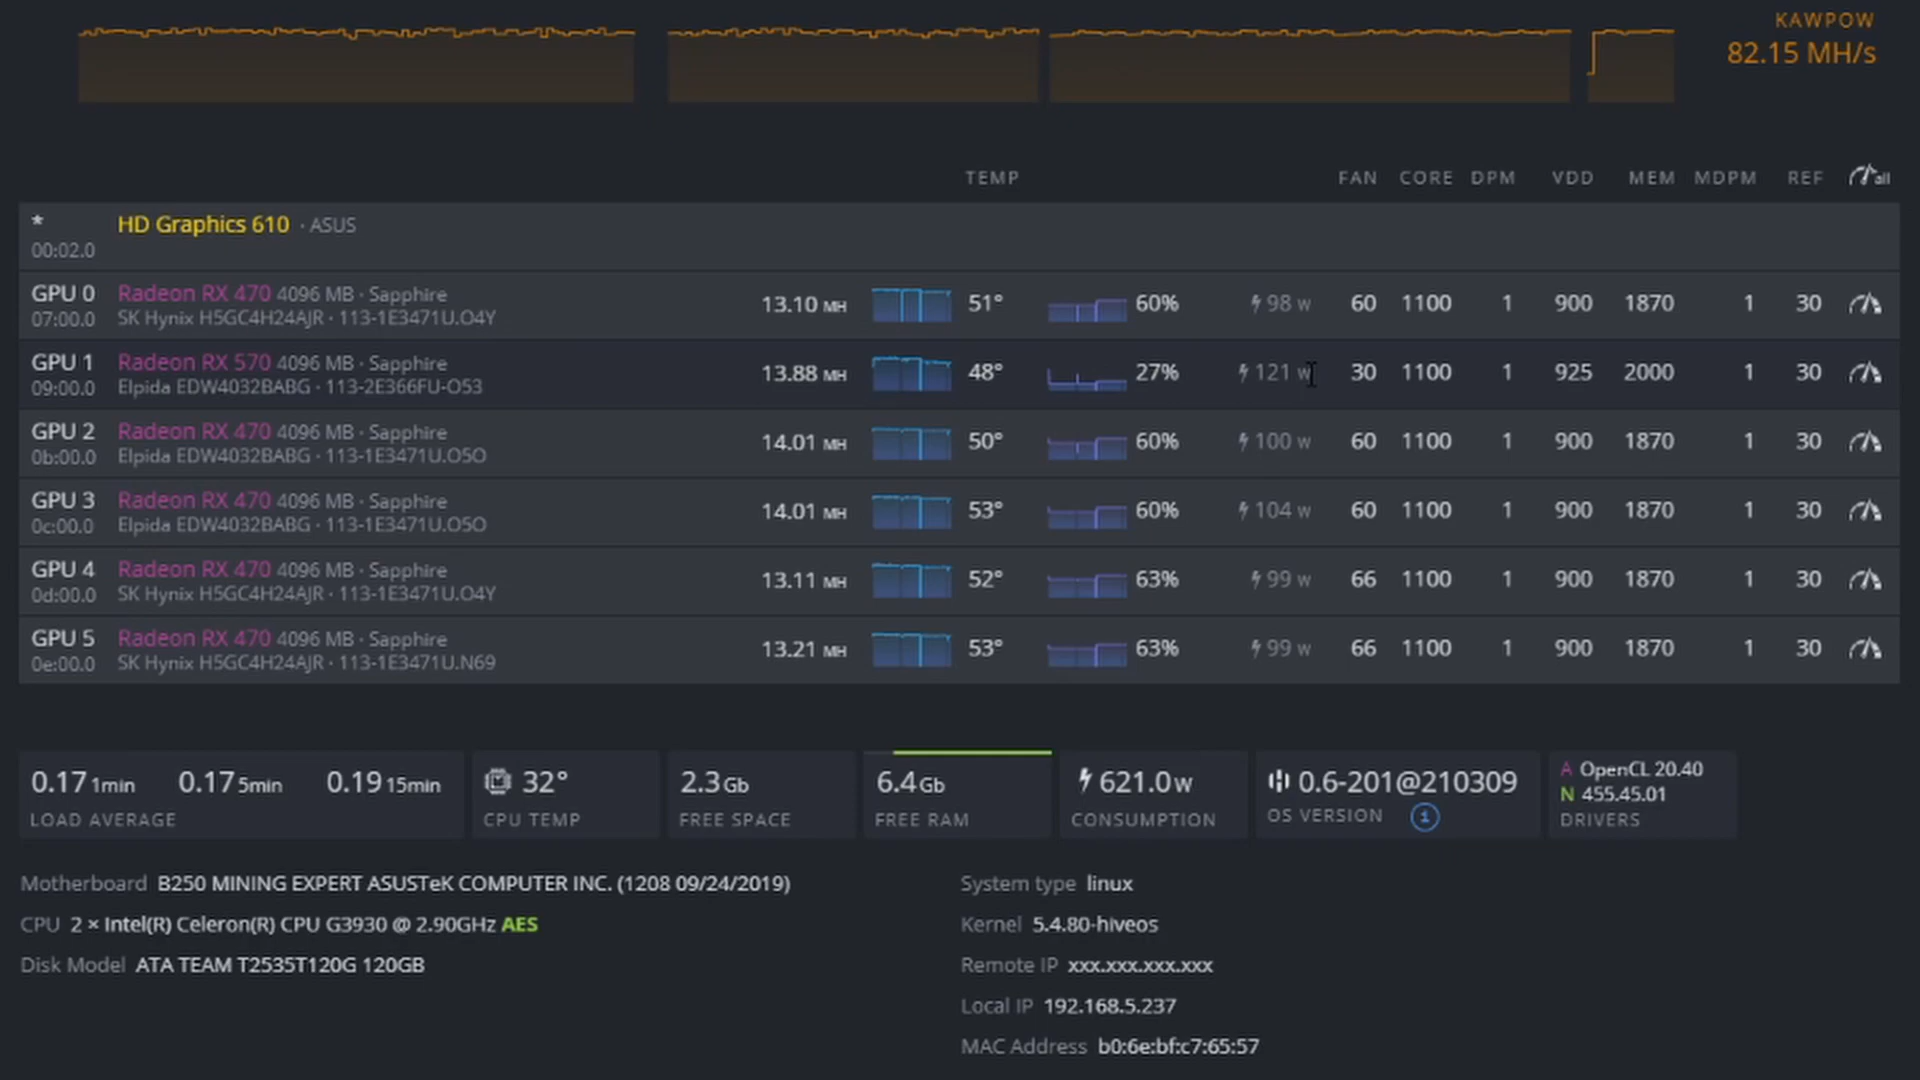 KAWPOW
82.15 MH/s
TEMP FAN CORE DPM VDD MEM MDPM REF all
* HD Graphics 610 · ASUS
00:02.0
GPU 0 Radeon RX 470 4096 MB · Sapphire 13.10 MH 51° 60% 98 W 60 1100 1 900 1870 1 30
07:00.0 SK Hynix H5GC4H24AJR · 113-1E3471U.O4Y
GPU 1 Radeon RX 570 4096 MB · Sapphire 13.88 MH 48° 27% 121 W 30 1100 1 925 2000 1 30
09:00.0 Elpida EDW4032BABG · 113-2E366FU-O53
GPU 2 Radeon RX 470 4096 MB · Sapphire 14.01 MH 50° 60% 100 W 60 1100 1 900 1870 1 30
0b:00.0 Elpida EDW4032BABG · 113-1E3471U.O5O
GPU 3 Radeon RX 470 4096 MB · Sapphire 14.01 MH 53° 60% 104 W 60 1100 1 900 1870 1 30
0c:00.0 Elpida EDW4032BABG · 113-1E3471U.O5O
GPU 4 Radeon RX 470 4096 MB · Sapphire 13.11 MH 52° 63% 99 W 66 1100 1 900 1870 1 30
0d:00.0 SK Hynix H5GC4H24AJR · 113-1E3471U.O4Y
GPU 5 Radeon RX 470 4096 MB · Sapphire 13.21 MH 53° 63% 99 W 66 1100 1 900 1870 1 30
0e:00.0 SK Hynix H5GC4H24AJR · 113-1E3471U.N69
0.17 1min 0.17 5min 0.19 15min
LOAD AVERAGE
32°
CPU TEMP
2.3 Gb
FREE SPACE
6.4 Gb
FREE RAM
621.0 W
CONSUMPTION
0.6-201@210309
OS VERSION 1
A OpenCL 20.40
N 455.45.01
DRIVERS
Motherboard B250 MINING EXPERT ASUSTeK COMPUTER INC. (1208 09/24/2019)
CPU 2 × Intel(R) Celeron(R) CPU G3930 @ 2.90GHz AES
Disk Model ATA TEAM T2535T120G 120GB
System type linux
Kernel 5.4.80-hiveos
Remote IP xxx.xxx.xxx.xxx
Local IP 192.168.5.237
MAC Address b0:6e:bf:c7:65:57